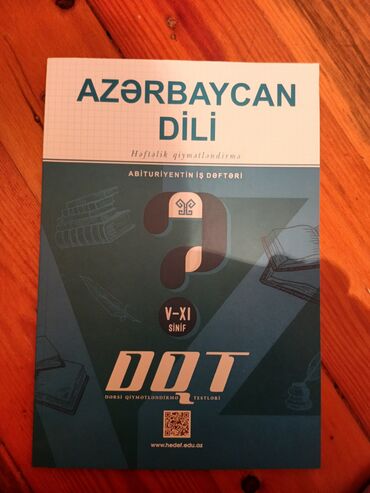 AZƏRBAYCAN
DİLİ
Həftəlik qiymətləndirmə
ABİTURİYENTİN İŞ DƏFTƏRİ
V-XI
SİNİF
DQT
DƏRSİ QİYMƏTLƏNDİRMƏ TESTLƏRİ
www.hedef.edu.az